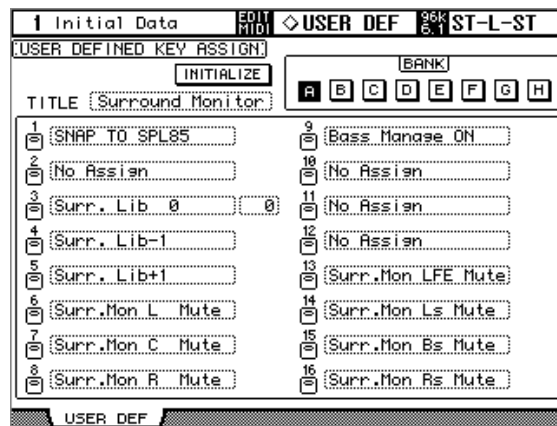 1 Initial Data EDIT MIDI ◇USER DEF 96K 6.1 ST-L-ST
USER DEFINED KEY ASSIGN
INITIALIZE
BANK
A B C D E F G H
TITLE Surround Monitor
1 SNAP TO SPL85
2 No Assign
3 Surr. Lib 0 0
4 Surr. Lib-1
5 Surr. Lib+1
6 Surr.Mon L Mute
7 Surr.Mon C Mute
8 Surr.Mon R Mute
9 Bass Manage ON
10 No Assign
11 No Assign
12 No Assign
13 Surr.Mon LFE Mute
14 Surr.Mon Ls Mute
15 Surr.Mon Bs Mute
16 Surr.Mon Rs Mute
USER DEF